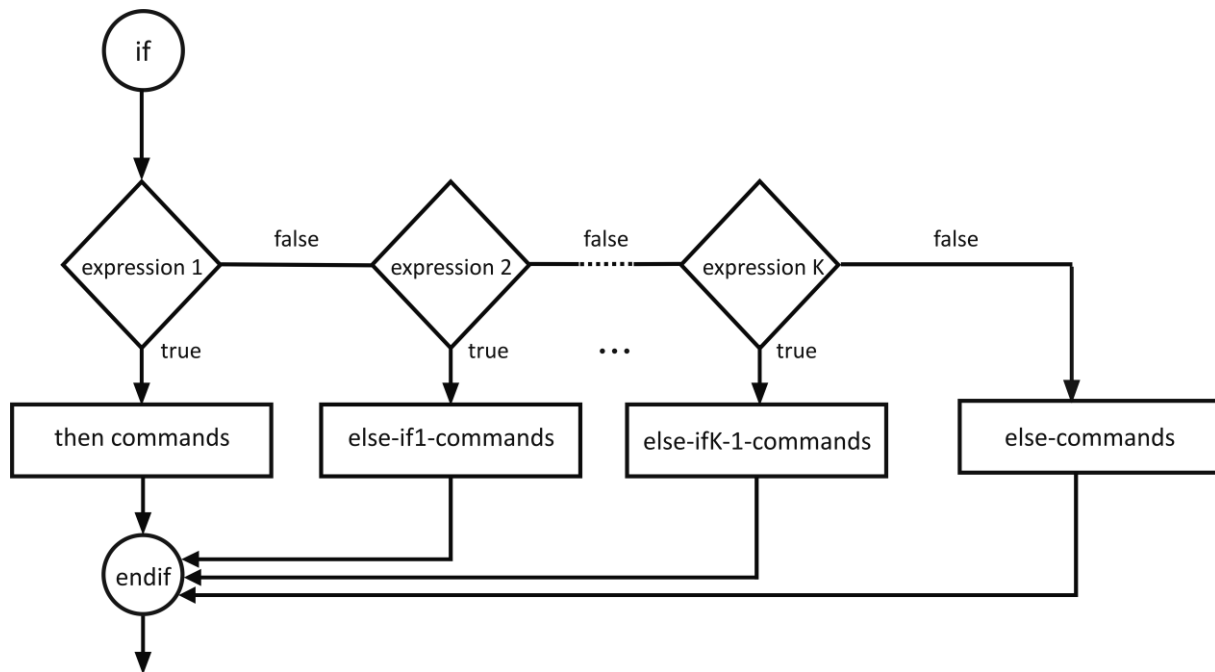 if
false
false
false
expression 1
expression 2
expression K
true
true
...
true
then commands
else-if1-commands
else-ifK-1-commands
else-commands
endif